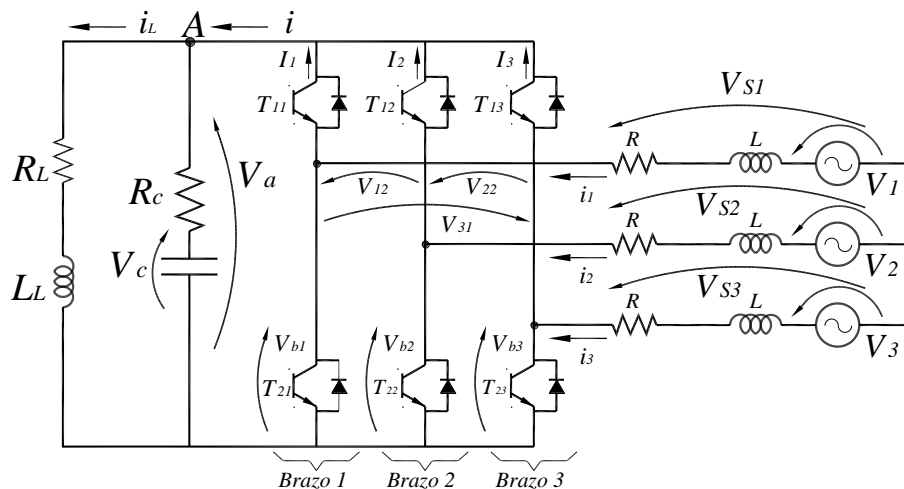 i_L A i
I_1 I_2 I_3
T_11 T_12 T_13
V_S1
R L
V_1
R_L R_c V_a
V_12 V_22
i_1
V_31
V_S2
R L
V_2
i_2
V_c
L_L
V_S3
R L
V_3
i_3
V_b1 V_b2 V_b3
T_21 T_22 T_23
Brazo 1 Brazo 2 Brazo 3